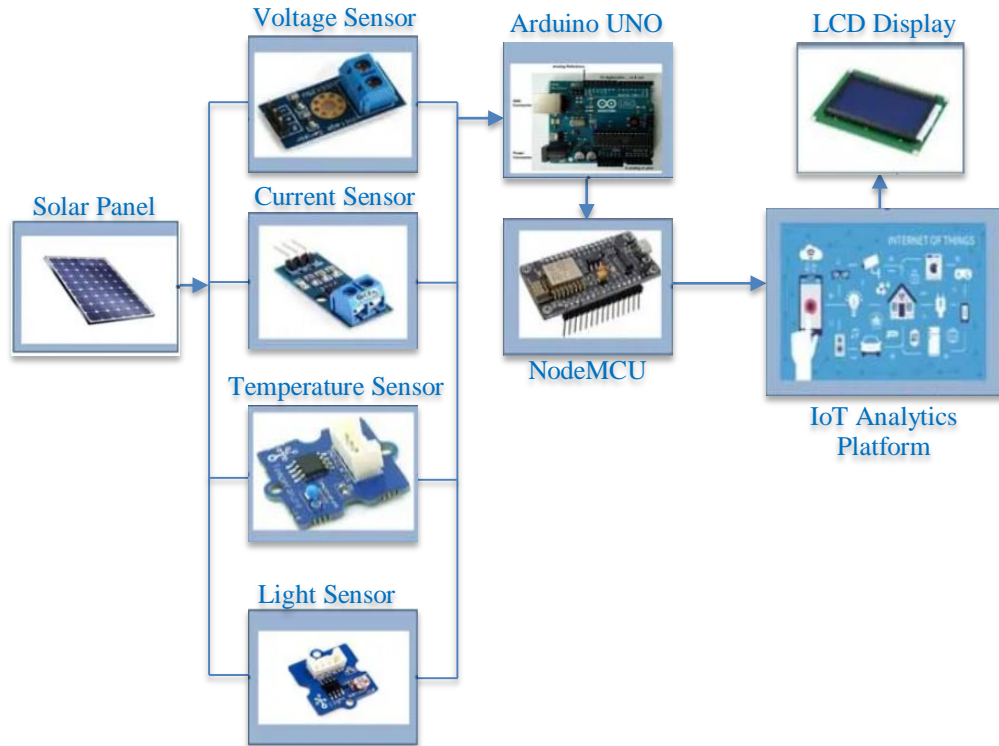 Voltage Sensor
Arduino UNO
LCD Display
Solar Panel
Current Sensor
INTERNET OF THINGS
NodeMCU
Temperature Sensor
IoT Analytics
Platform
Light Sensor